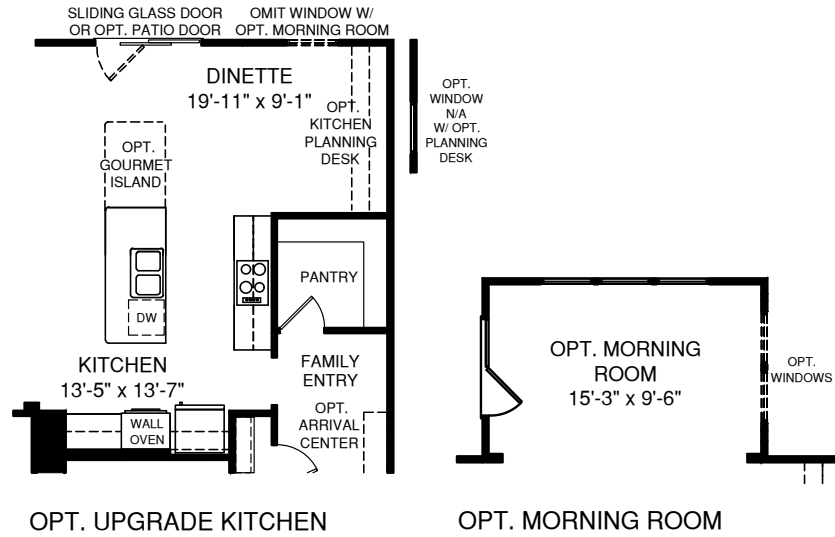 SLIDING GLASS DOOR
OR OPT. PATIO DOOR
OMIT WINDOW W/
OPT. MORNING ROOM
DINETTE
19'-11" x 9'-1"
OPT.
KITCHEN
PLANNING
DESK
OPT.
WINDOW
N/A
W/ OPT.
PLANNING
DESK
OPT.
GOURMET
ISLAND
PANTRY
DW
KITCHEN
13'-5" x 13'-7"
FAMILY
ENTRY
OPT.
ARRIVAL
CENTER
WALL
OVEN
OPT. UPGRADE KITCHEN
OPT. MORNING
ROOM
15'-3" x 9'-6"
OPT.
WINDOWS
OPT. MORNING ROOM